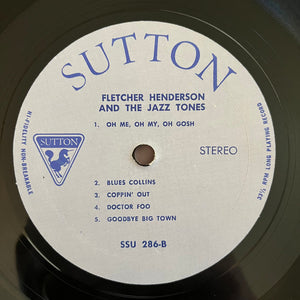 SUTTON
FLETCHER HENDERSON
AND THE JAZZ TONES
1. OH ME, OH MY, OH GOSH
HI-FIDELITY NON-BREAKABLE
SUTTON
STEREO
33⅓ RPM LONG PLAYING RECORD
2. BLUES COLLINS
3. COPPIN' OUT
4. DOCTOR FOO
5. GOODBYE BIG TOWN
SSU 286-B